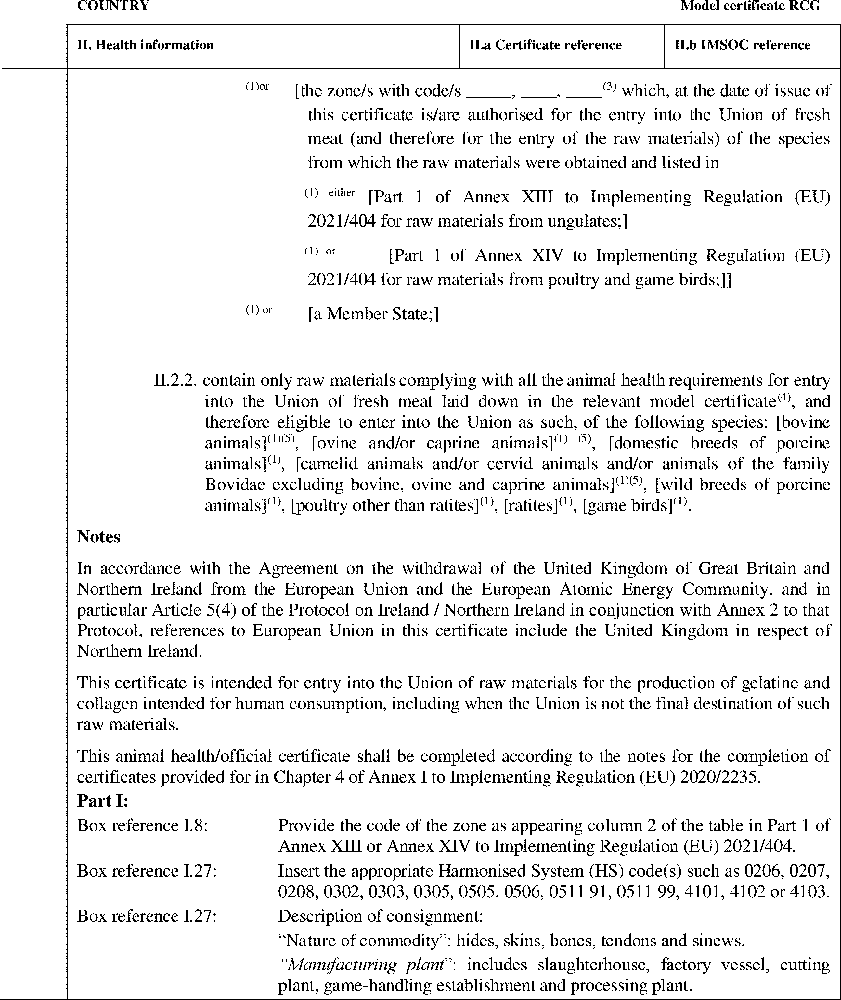 COUNTRY Model certificate RCG
II. Health information II.a Certificate reference II.b IMSOC reference
(1)or [the zone/s with code/s _____, ____, ____(3) which, at the date of issue of
this certificate is/are authorised for the entry into the Union of fresh
meat (and therefore for the entry of the raw materials) of the species
from which the raw materials were obtained and listed in
(1) either [Part 1 of Annex XIII to Implementing Regulation (EU)
2021/404 for raw materials from ungulates;]
(1) or [Part 1 of Annex XIV to Implementing Regulation (EU)
2021/404 for raw materials from poultry and game birds;]]
(1) or [a Member State;]
II.2.2. contain only raw materials complying with all the animal health requirements for entry
into the Union of fresh meat laid down in the relevant model certificate(4), and
therefore eligible to enter into the Union as such, of the following species: [bovine
animals](1)(5), [ovine and/or caprine animals](1) (5), [domestic breeds of porcine
animals](1), [camelid animals and/or cervid animals and/or animals of the family
Bovidae excluding bovine, ovine and caprine animals](1)(5), [wild breeds of porcine
animals](1), [poultry other than ratites](1), [ratites](1), [game birds](1).
Notes
In accordance with the Agreement on the withdrawal of the United Kingdom of Great Britain and
Northern Ireland from the European Union and the European Atomic Energy Community, and in
particular Article 5(4) of the Protocol on Ireland / Northern Ireland in conjunction with Annex 2 to that
Protocol, references to European Union in this certificate include the United Kingdom in respect of
Northern Ireland.
This certificate is intended for entry into the Union of raw materials for the production of gelatine and
collagen intended for human consumption, including when the Union is not the final destination of such
raw materials.
This animal health/official certificate shall be completed according to the notes for the completion of
certificates provided for in Chapter 4 of Annex I to Implementing Regulation (EU) 2020/2235.
Part I:
Box reference I.8: Provide the code of the zone as appearing column 2 of the table in Part 1 of
Annex XIII or Annex XIV to Implementing Regulation (EU) 2021/404.
Box reference I.27: Insert the appropriate Harmonised System (HS) code(s) such as 0206, 0207,
0208, 0302, 0303, 0305, 0505, 0506, 0511 91, 0511 99, 4101, 4102 or 4103.
Box reference I.27: Description of consignment:
“Nature of commodity”: hides, skins, bones, tendons and sinews.
“Manufacturing plant”: includes slaughterhouse, factory vessel, cutting
plant, game-handling establishment and processing plant.